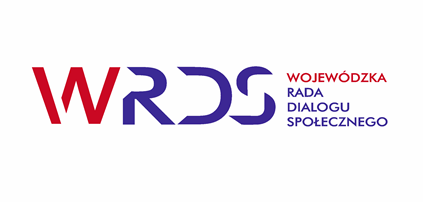 WRDS
WOJEWÓDZKA
RADA
DIALOGU
SPOŁECZNEGO